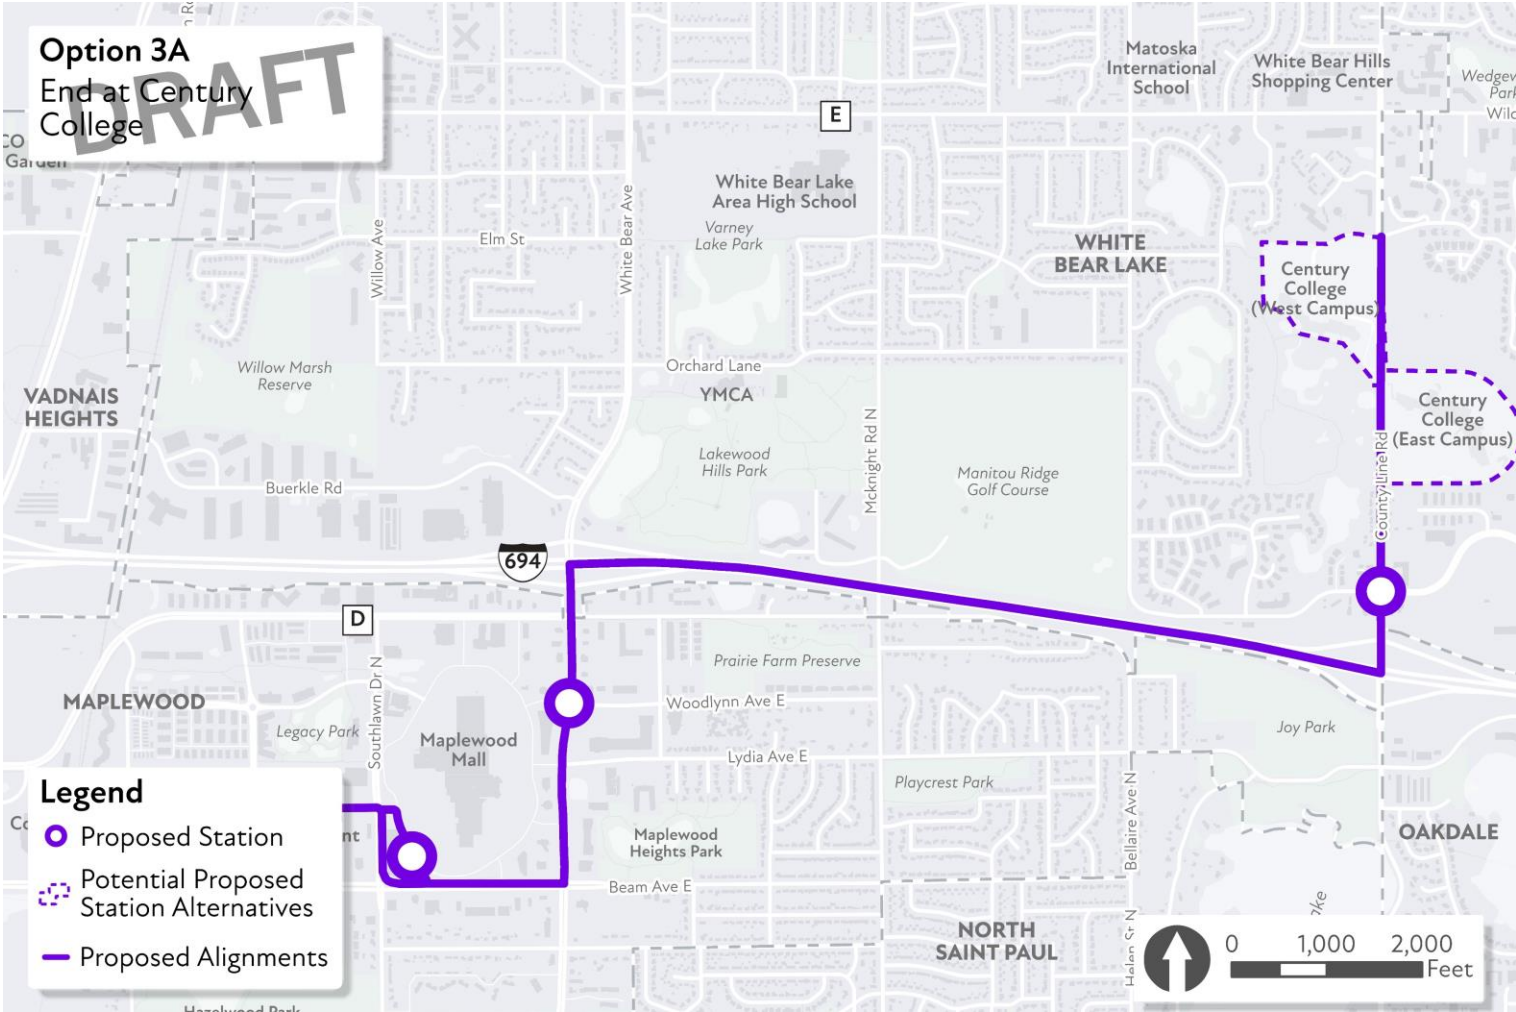 Option 3A
End at Century
College
DRAFT
Matoska
International
School
White Bear Hills
Shopping Center
E
Garden
White Bear Lake
Area High School
Varney
Lake Park
WHITE
BEAR LAKE
Century
College
(West Campus)
Elm St
Willow Ave
White Bear Ave
Willow Marsh
Reserve
Orchard Lane
YMCA
VADNAIS
HEIGHTS
Century
College
(East Campus)
Lakewood
Hills Park
Mcknight Rd N
Manitou Ridge
Golf Course
County Line Rd
Buerkle Rd
694
D
Prairie Farm Preserve
MAPLEWOOD
Woodlynn Ave E
Legacy Park
Southlawn Dr N
Maplewood
Mall
Joy Park
Lydia Ave E
Playcrest Park
Bellaire Ave N
Maplewood
Heights Park
OAKDALE
Beam Ave E
NORTH
SAINT PAUL
Helen St N
Hazelwood Park
Legend
Proposed Station
Potential Proposed
Station Alternatives
Proposed Alignments
0 1,000 2,000
Feet